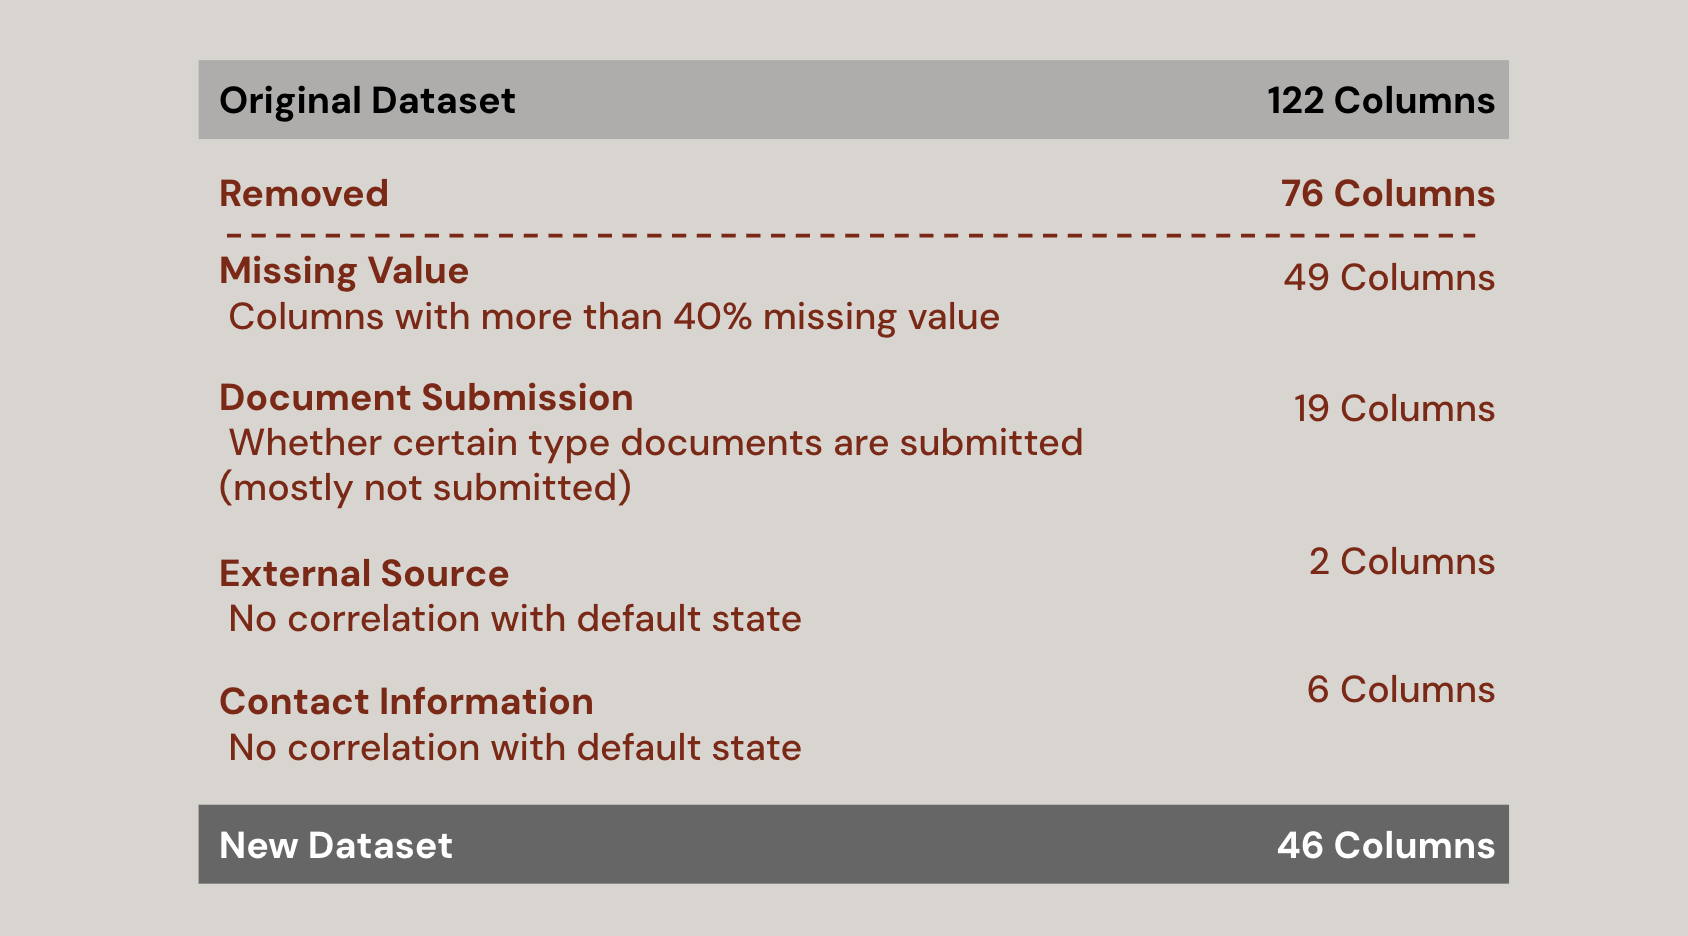 Original Dataset 122 Columns
Removed 76 Columns
Missing Value 49 Columns
Columns with more than 40% missing value
Document Submission 19 Columns
Whether certain type documents are submitted
(mostly not submitted)
External Source 2 Columns
No correlation with default state
Contact Information 6 Columns
No correlation with default state
New Dataset 46 Columns